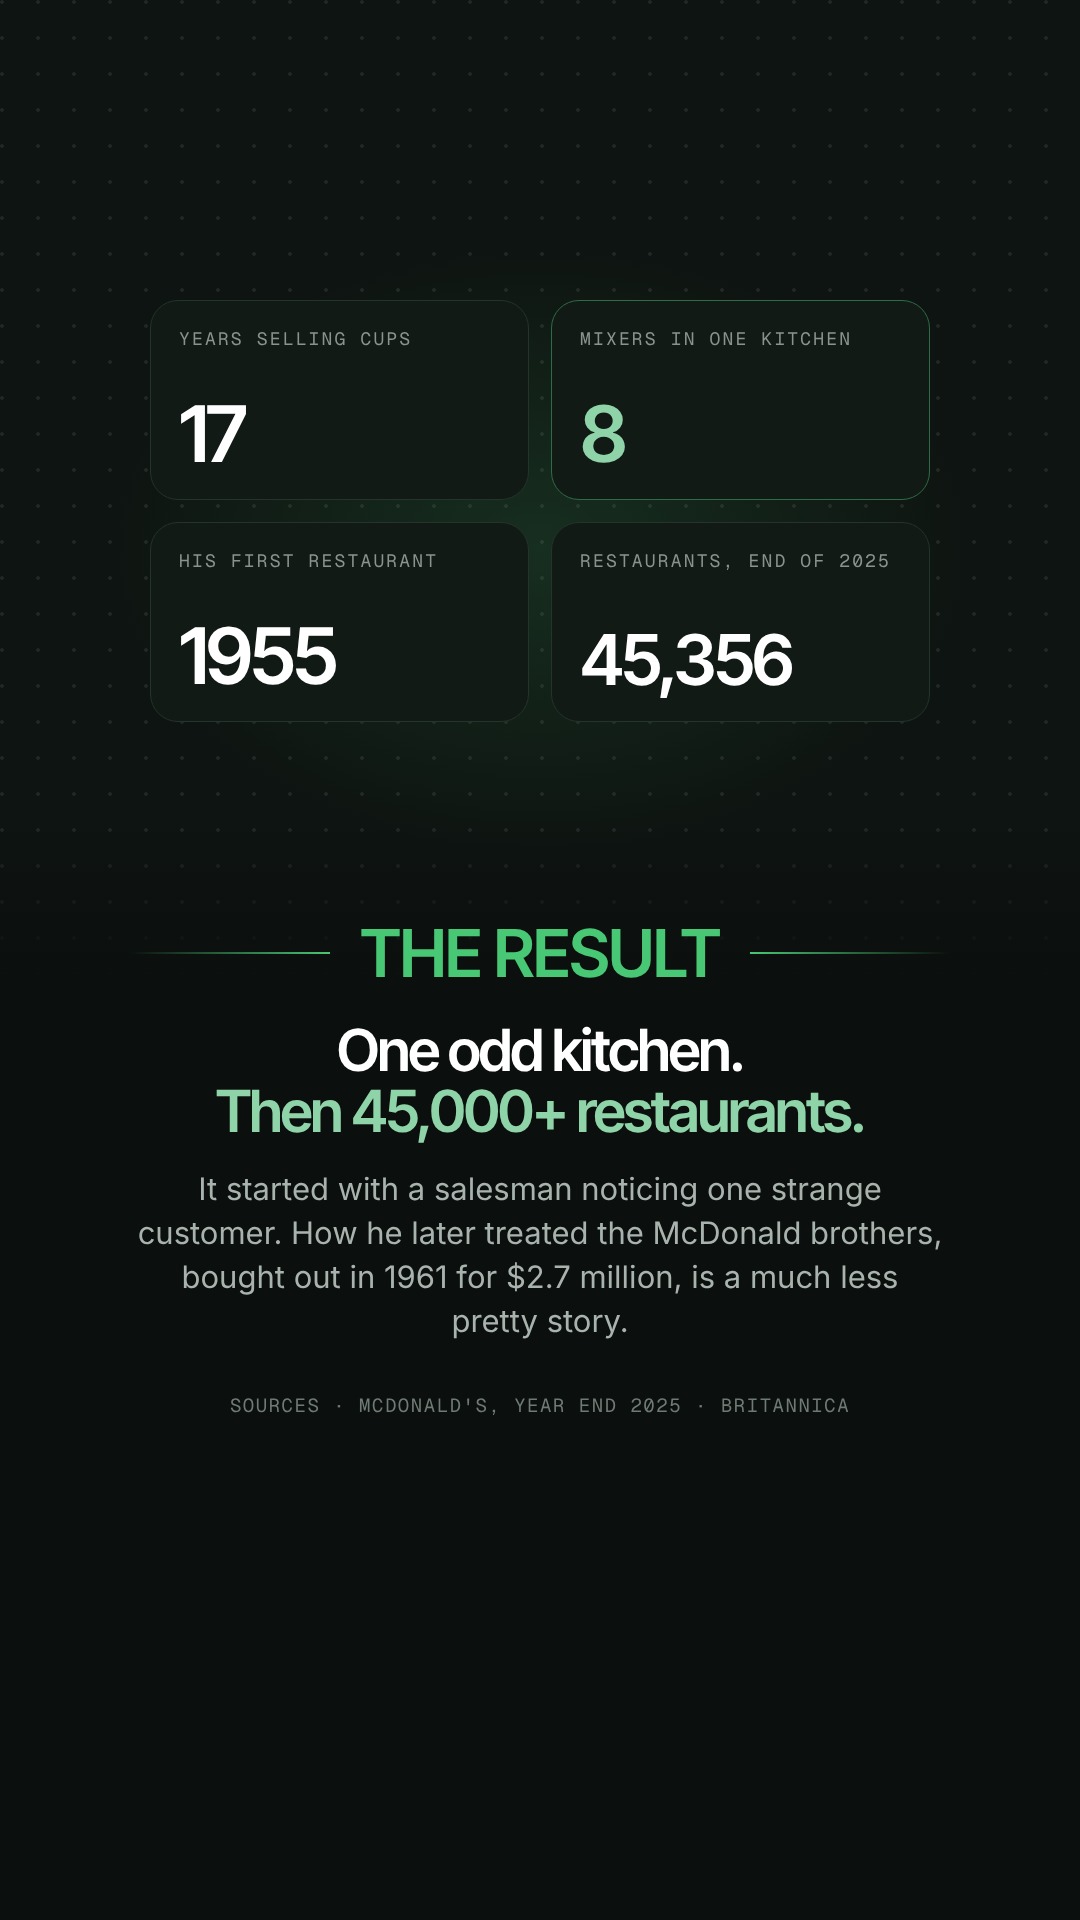 YEARS SELLING CUPS
17
MIXERS IN ONE KITCHEN
8
HIS FIRST RESTAURANT
1955
RESTAURANTS, END OF 2025
45,356
THE RESULT
One odd kitchen.
Then 45,000+ restaurants.
It started with a salesman noticing one strange
customer. How he later treated the McDonald brothers,
bought out in 1961 for $2.7 million, is a much less
pretty story.
SOURCES · MCDONALD'S, YEAR END 2025 · BRITANNICA